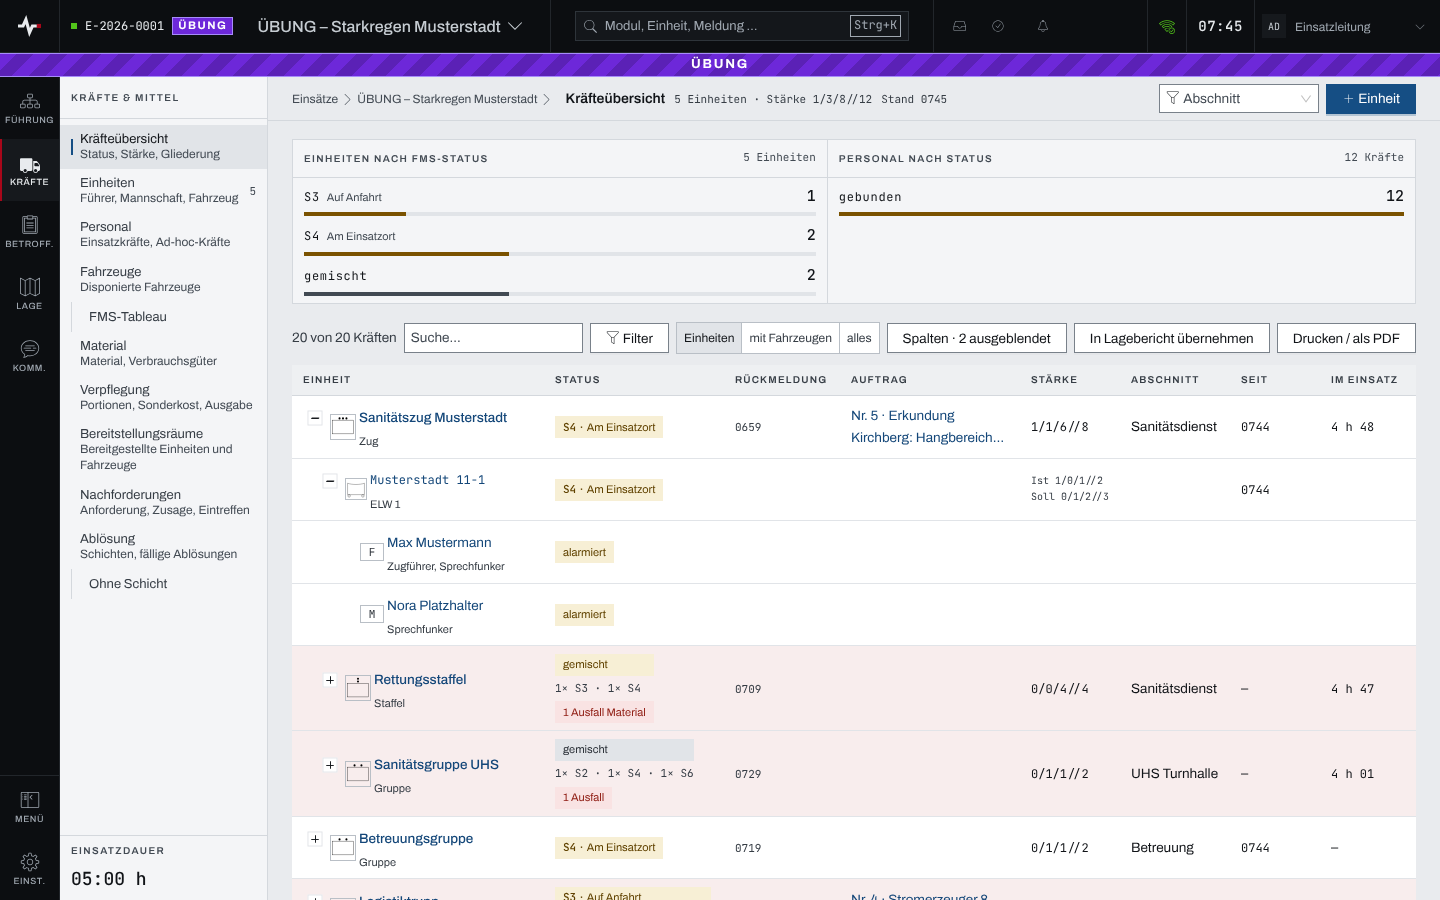 E-2026-0001 ÜBUNG ÜBUNG – Starkregen Musterstadt Modul, Einheit, Meldung ... Strg+K 07:45 AD Einsatzleitung
ÜBUNG
FÜHRUNG
KRÄFTE
BETROFF.
LAGE
KOMM.
MENÜ
EINST.
KRÄFTE & MITTEL
Kräfteübersicht
Status, Stärke, Gliederung
Einheiten
Führer, Mannschaft, Fahrzeug 5
Personal
Einsatzkräfte, Ad-hoc-Kräfte
Fahrzeuge
Disponierte Fahrzeuge
FMS-Tableau
Material
Material, Verbrauchsgüter
Verpflegung
Portionen, Sonderkost, Ausgabe
Bereitstellungsräume
Bereitgestellte Einheiten und
Fahrzeuge
Nachforderungen
Anforderung, Zusage, Eintreffen
Ablösung
Schichten, fällige Ablösungen
Ohne Schicht
EINSATZDAUER
05:00 h
Einsätze ÜBUNG – Starkregen Musterstadt Kräfteübersicht 5 Einheiten · Stärke 1/3/8//12 Stand 0745 Abschnitt + Einheit
EINHEITEN NACH FMS-STATUS 5 Einheiten
S3 Auf Anfahrt 1
S4 Am Einsatzort 2
gemischt 2
PERSONAL NACH STATUS 12 Kräfte
gebunden 12
20 von 20 Kräften Suche... Filter Einheiten mit Fahrzeugen alles Spalten · 2 ausgeblendet In Lagebericht übernehmen Drucken / als PDF
EINHEIT STATUS RÜCKMELDUNG AUFTRAG STÄRKE ABSCHNITT SEIT IM EINSATZ
Sanitätszug Musterstadt
Zug
S4 · Am Einsatzort 0659
Nr. 5 · Erkundung
Kirchberg: Hangbereich...
1/1/6//8 Sanitätsdienst 0744 4 h 48
Musterstadt 11-1
ELW 1
S4 · Am Einsatzort
Ist 1/0/1//2
Soll 0/1/2//3
0744
F Max Mustermann
Zugführer, Sprechfunker
alarmiert
M Nora Platzhalter
Sprechfunker
alarmiert
Rettungsstaffel
Staffel
gemischt
1× S3 · 1× S4
1 Ausfall Material
0709 0/0/4//4 Sanitätsdienst – 4 h 47
Sanitätsgruppe UHS
Gruppe
gemischt
1× S2 · 1× S4 · 1× S6
1 Ausfall
0729 0/1/1//2 UHS Turnhalle – 4 h 01
Betreuungsgruppe
Gruppe
S4 · Am Einsatzort 0719 0/1/1//2 Betreuung 0744 –
Logistiktrupp S3 · Auf Anfahrt Nr. 4 · Stromerzeuger 8